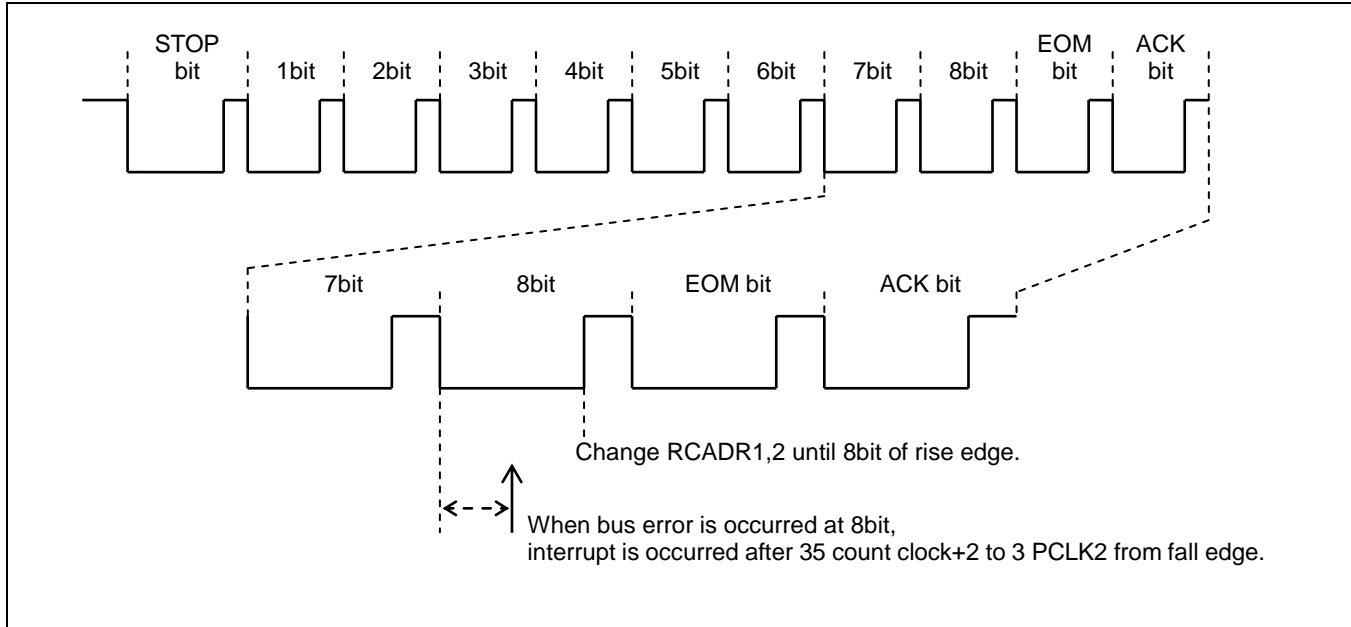 STOP bit 1bit 2bit 3bit 4bit 5bit 6bit 7bit 8bit EOM bit ACK bit
7bit 8bit EOM bit ACK bit
Change RCADR1,2 until 8bit of rise edge.
When bus error is occurred at 8bit,
interrupt is occurred after 35 count clock+2 to 3 PCLK2 from fall edge.